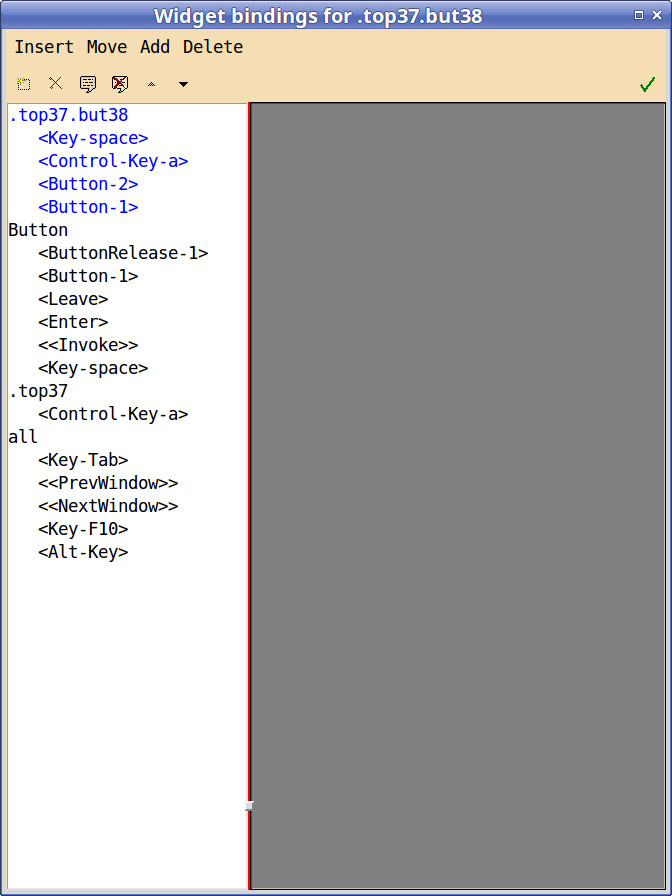 Widget bindings for .top37.but38
Insert Move Add Delete
.top37.but38
<Key-space>
<Control-Key-a>
<Button-2>
<Button-1>
Button
<ButtonRelease-1>
<Button-1>
<Leave>
<Enter>
<<Invoke>>
<Key-space>
.top37
<Control-Key-a>
all
<Key-Tab>
<<PrevWindow>>
<<NextWindow>>
<Key-F10>
<Alt-Key>